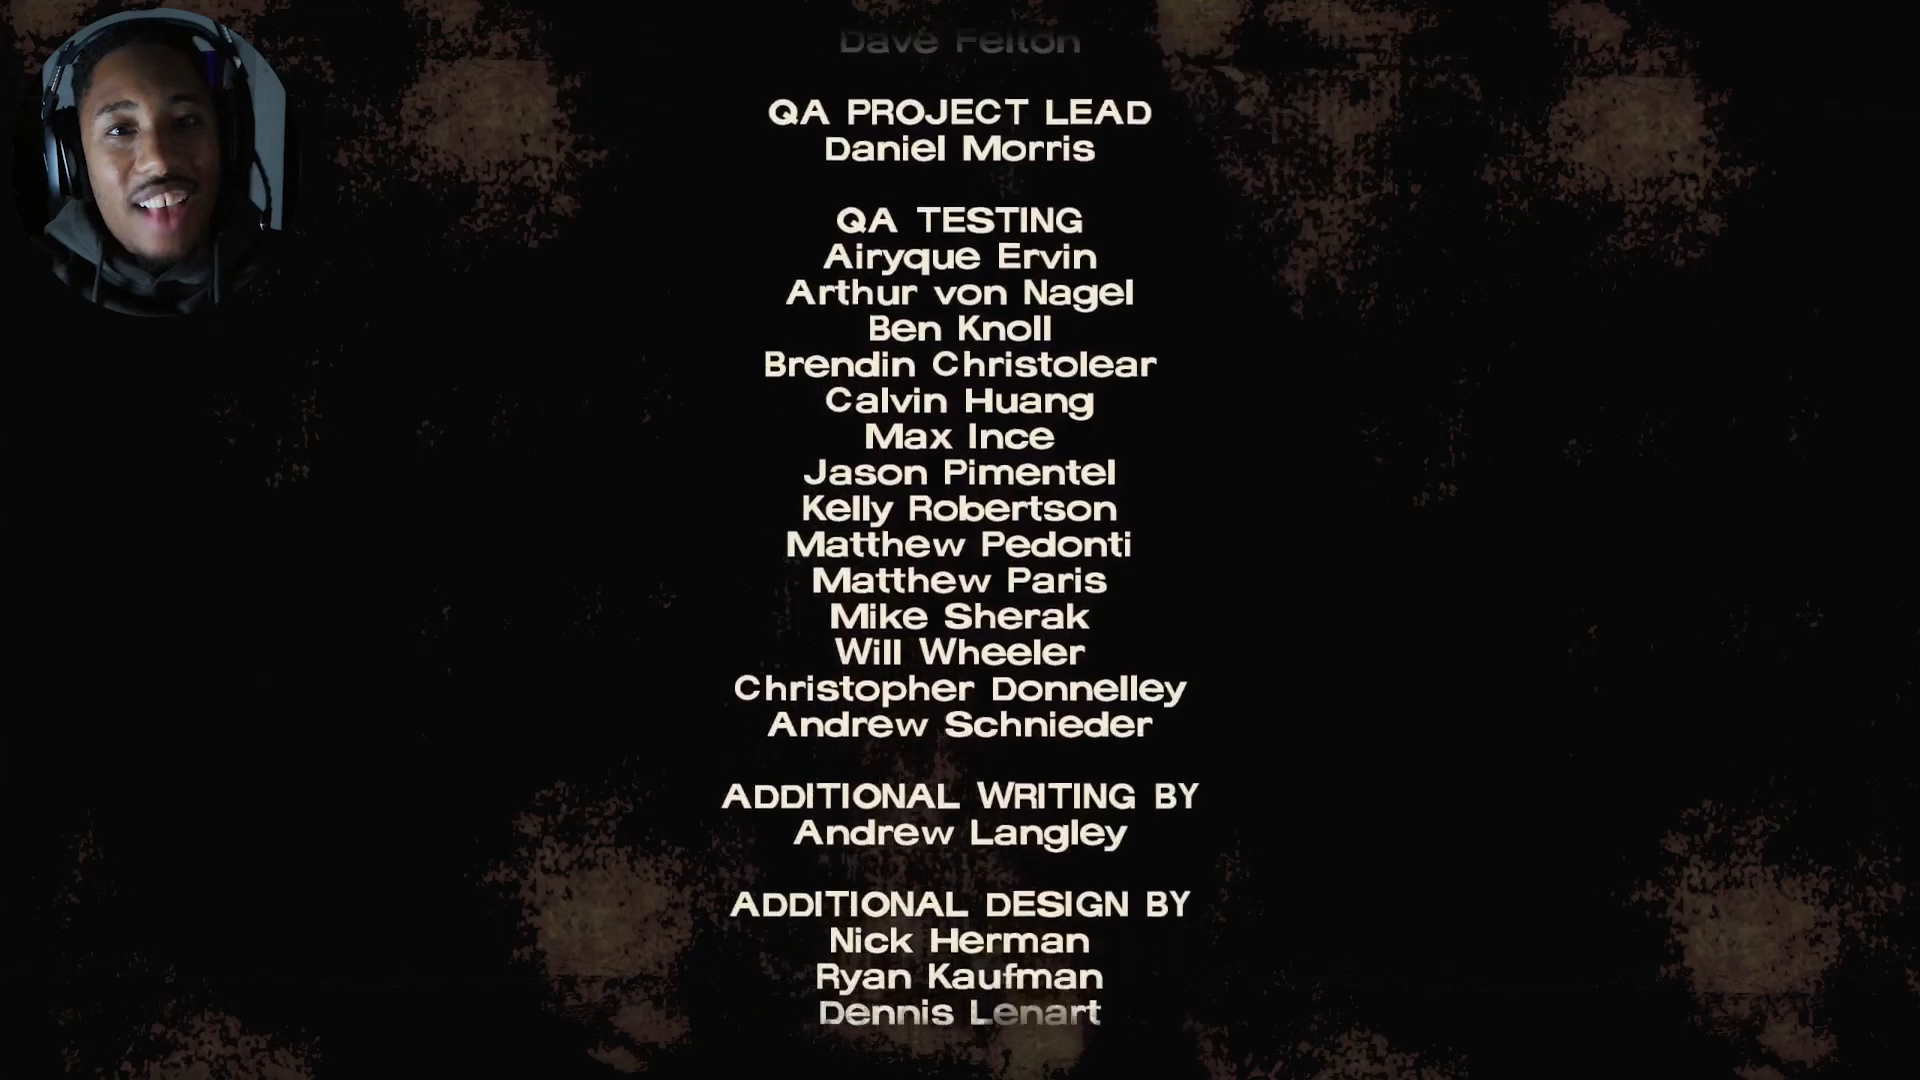 Dave Felton
QA PROJECT LEAD
Daniel Morris
QA TESTING
Airyque Ervin
Arthur von Nagel
Ben Knoll
Brendin Christolear
Calvin Huang
Max Ince
Jason Pimentel
Kelly Robertson
Matthew Pedonti
Matthew Paris
Mike Sherak
Will Wheeler
Christopher Donnelley
Andrew Schnieder
ADDITIONAL WRITING BY
Andrew Langley
ADDITIONAL DESIGN BY
Nick Herman
Ryan Kaufman
Dennis Lenart